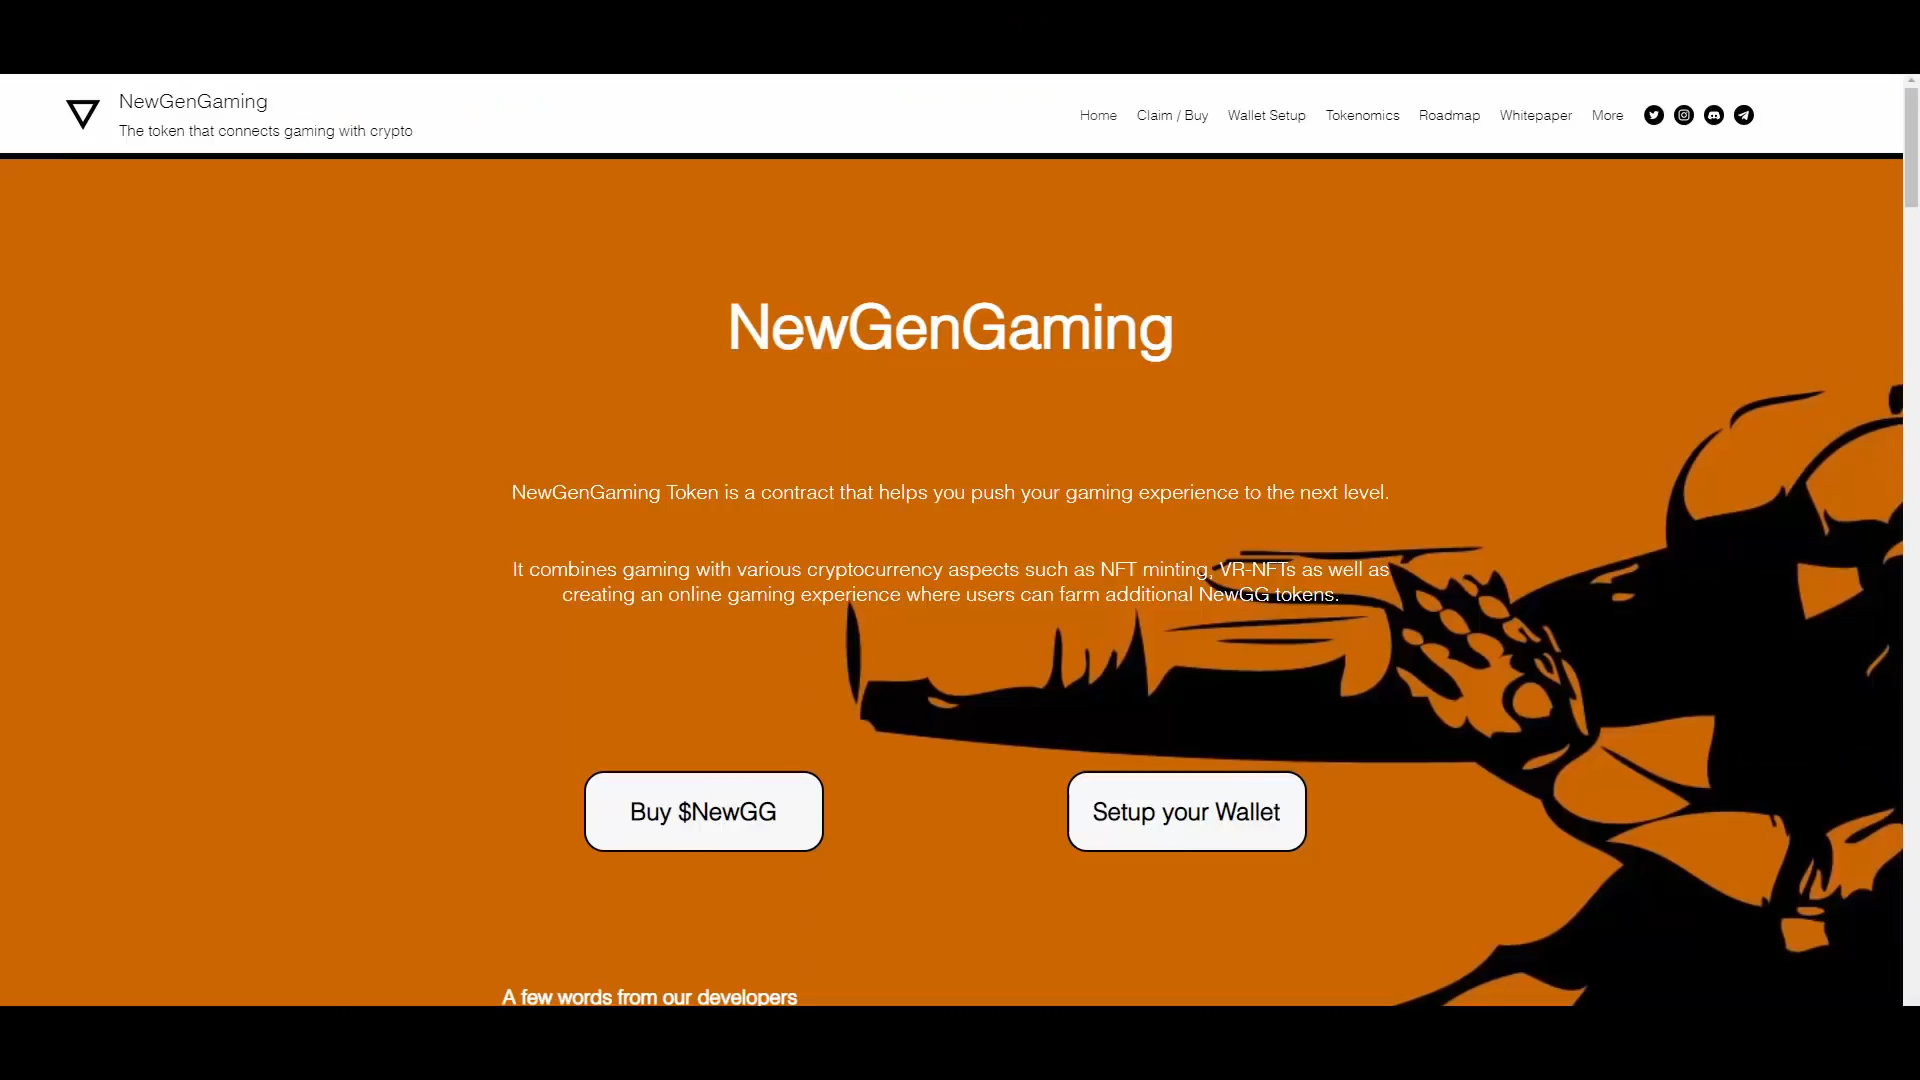 NewGenGaming
The token that connects gaming with crypto
Home Claim / Buy Wallet Setup Tokenomics Roadmap Whitepaper More
NewGenGaming
NewGenGaming Token is a contract that helps you push your gaming experience to the next level.
It combines gaming with various cryptocurrency aspects such as NFT minting, VR-NFTs as well as
creating an online gaming experience where users can farm additional NewGG tokens.
Buy $NewGG
Setup your Wallet
A few words from our developers